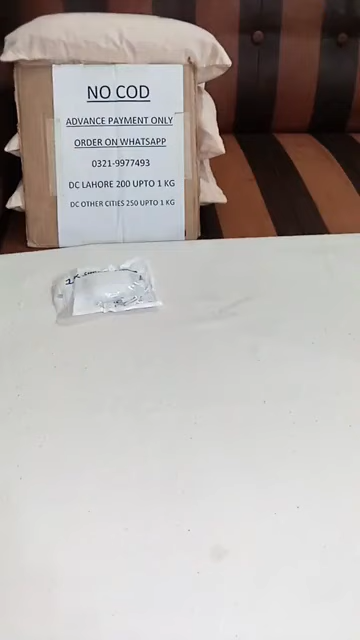 NO COD
ADVANCE PAYMENT ONLY
ORDER ON WHATSAPP
0321-9977493
DC LAHORE 200 UPTO 1 KG
DC OTHER CITIES 250 UPTO 1 KG